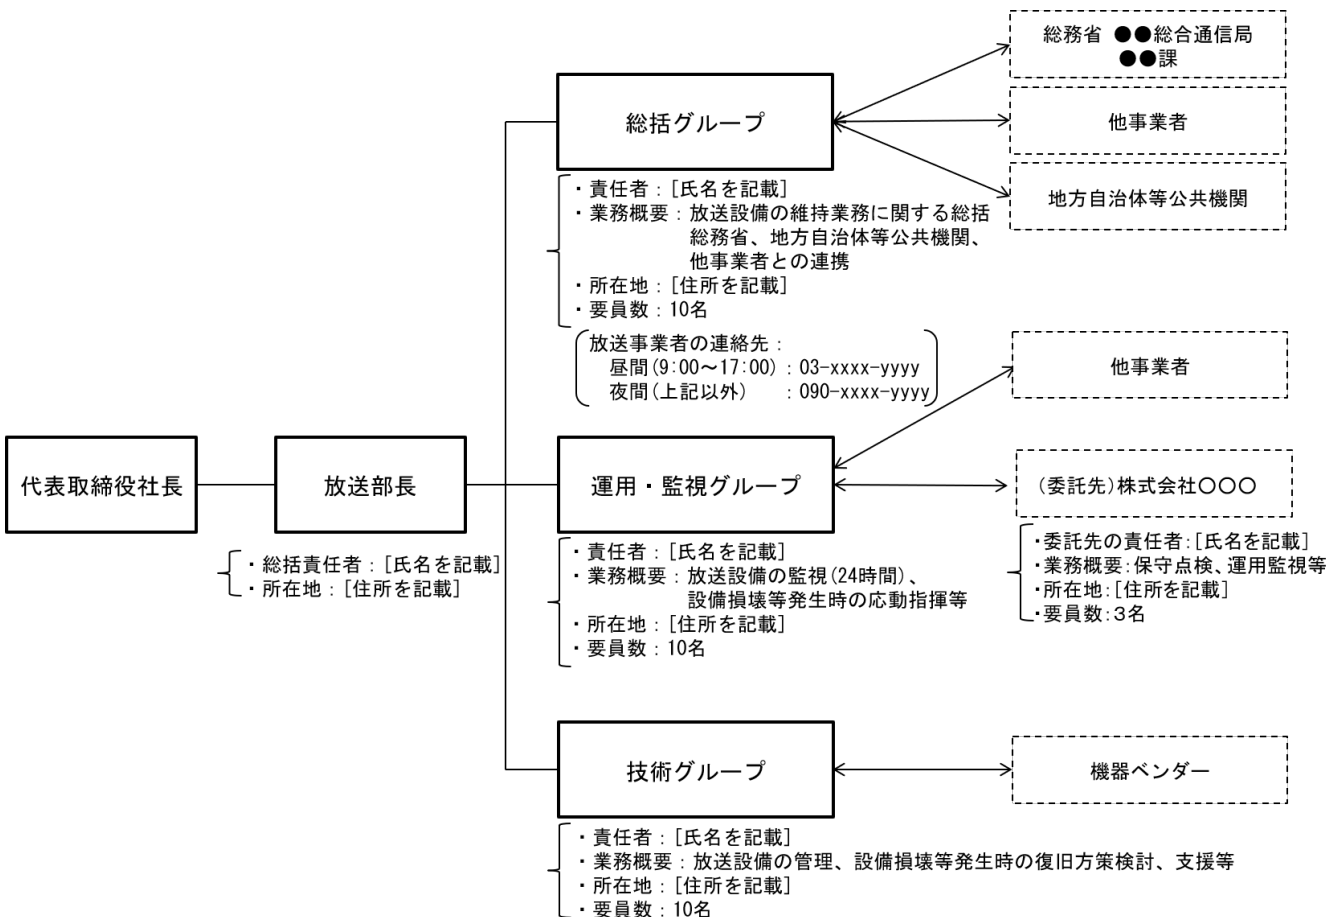 総務省 ●●総合通信局
●●課
総括グループ
他事業者
地方自治体等公共機関
・責任者：[氏名を記載]
・業務概要：放送設備の維持業務に関する総括
総務省、地方自治体等公共機関、
他事業者との連携
・所在地：[住所を記載]
・要員数：10名
放送事業者の連絡先：
昼間(9:00～17:00)：03-xxxx-yyyy
夜間(上記以外)　：090-xxxx-yyyy
他事業者
代表取締役社長
放送部長
運用・監視グループ
(委託先)株式会社〇〇〇
・総括責任者：[氏名を記載]
・所在地：[住所を記載]
・責任者：[氏名を記載]
・業務概要：放送設備の監視(24時間)、
設備損壊等発生時の応動指揮等
・所在地：[住所を記載]
・要員数：10名
・委託先の責任者：[氏名を記載]
・業務概要：保守点検、運用監視等
・所在地：[住所を記載]
・要員数：３名
技術グループ
機器ベンダー
・責任者：[氏名を記載]
・業務概要：放送設備の管理、設備損壊等発生時の復旧方策検討、支援等
・所在地：[住所を記載]
・要員数：10名